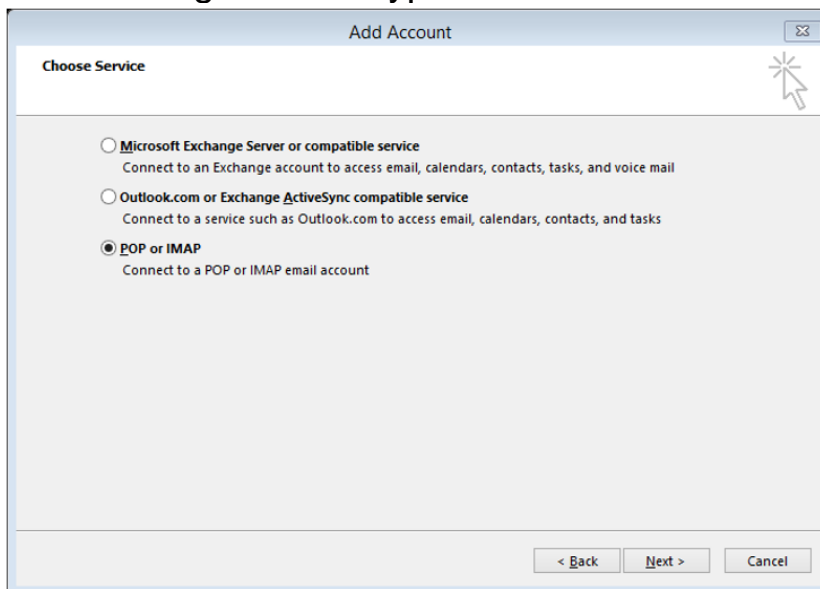 Add Account
Choose Service
Microsoft Exchange Server or compatible service
Connect to an Exchange account to access email, calendars, contacts, tasks, and voice mail
Outlook.com or Exchange ActiveSync compatible service
Connect to a service such as Outlook.com to access email, calendars, contacts, and tasks
POP or IMAP
Connect to a POP or IMAP email account
< Back Next > Cancel